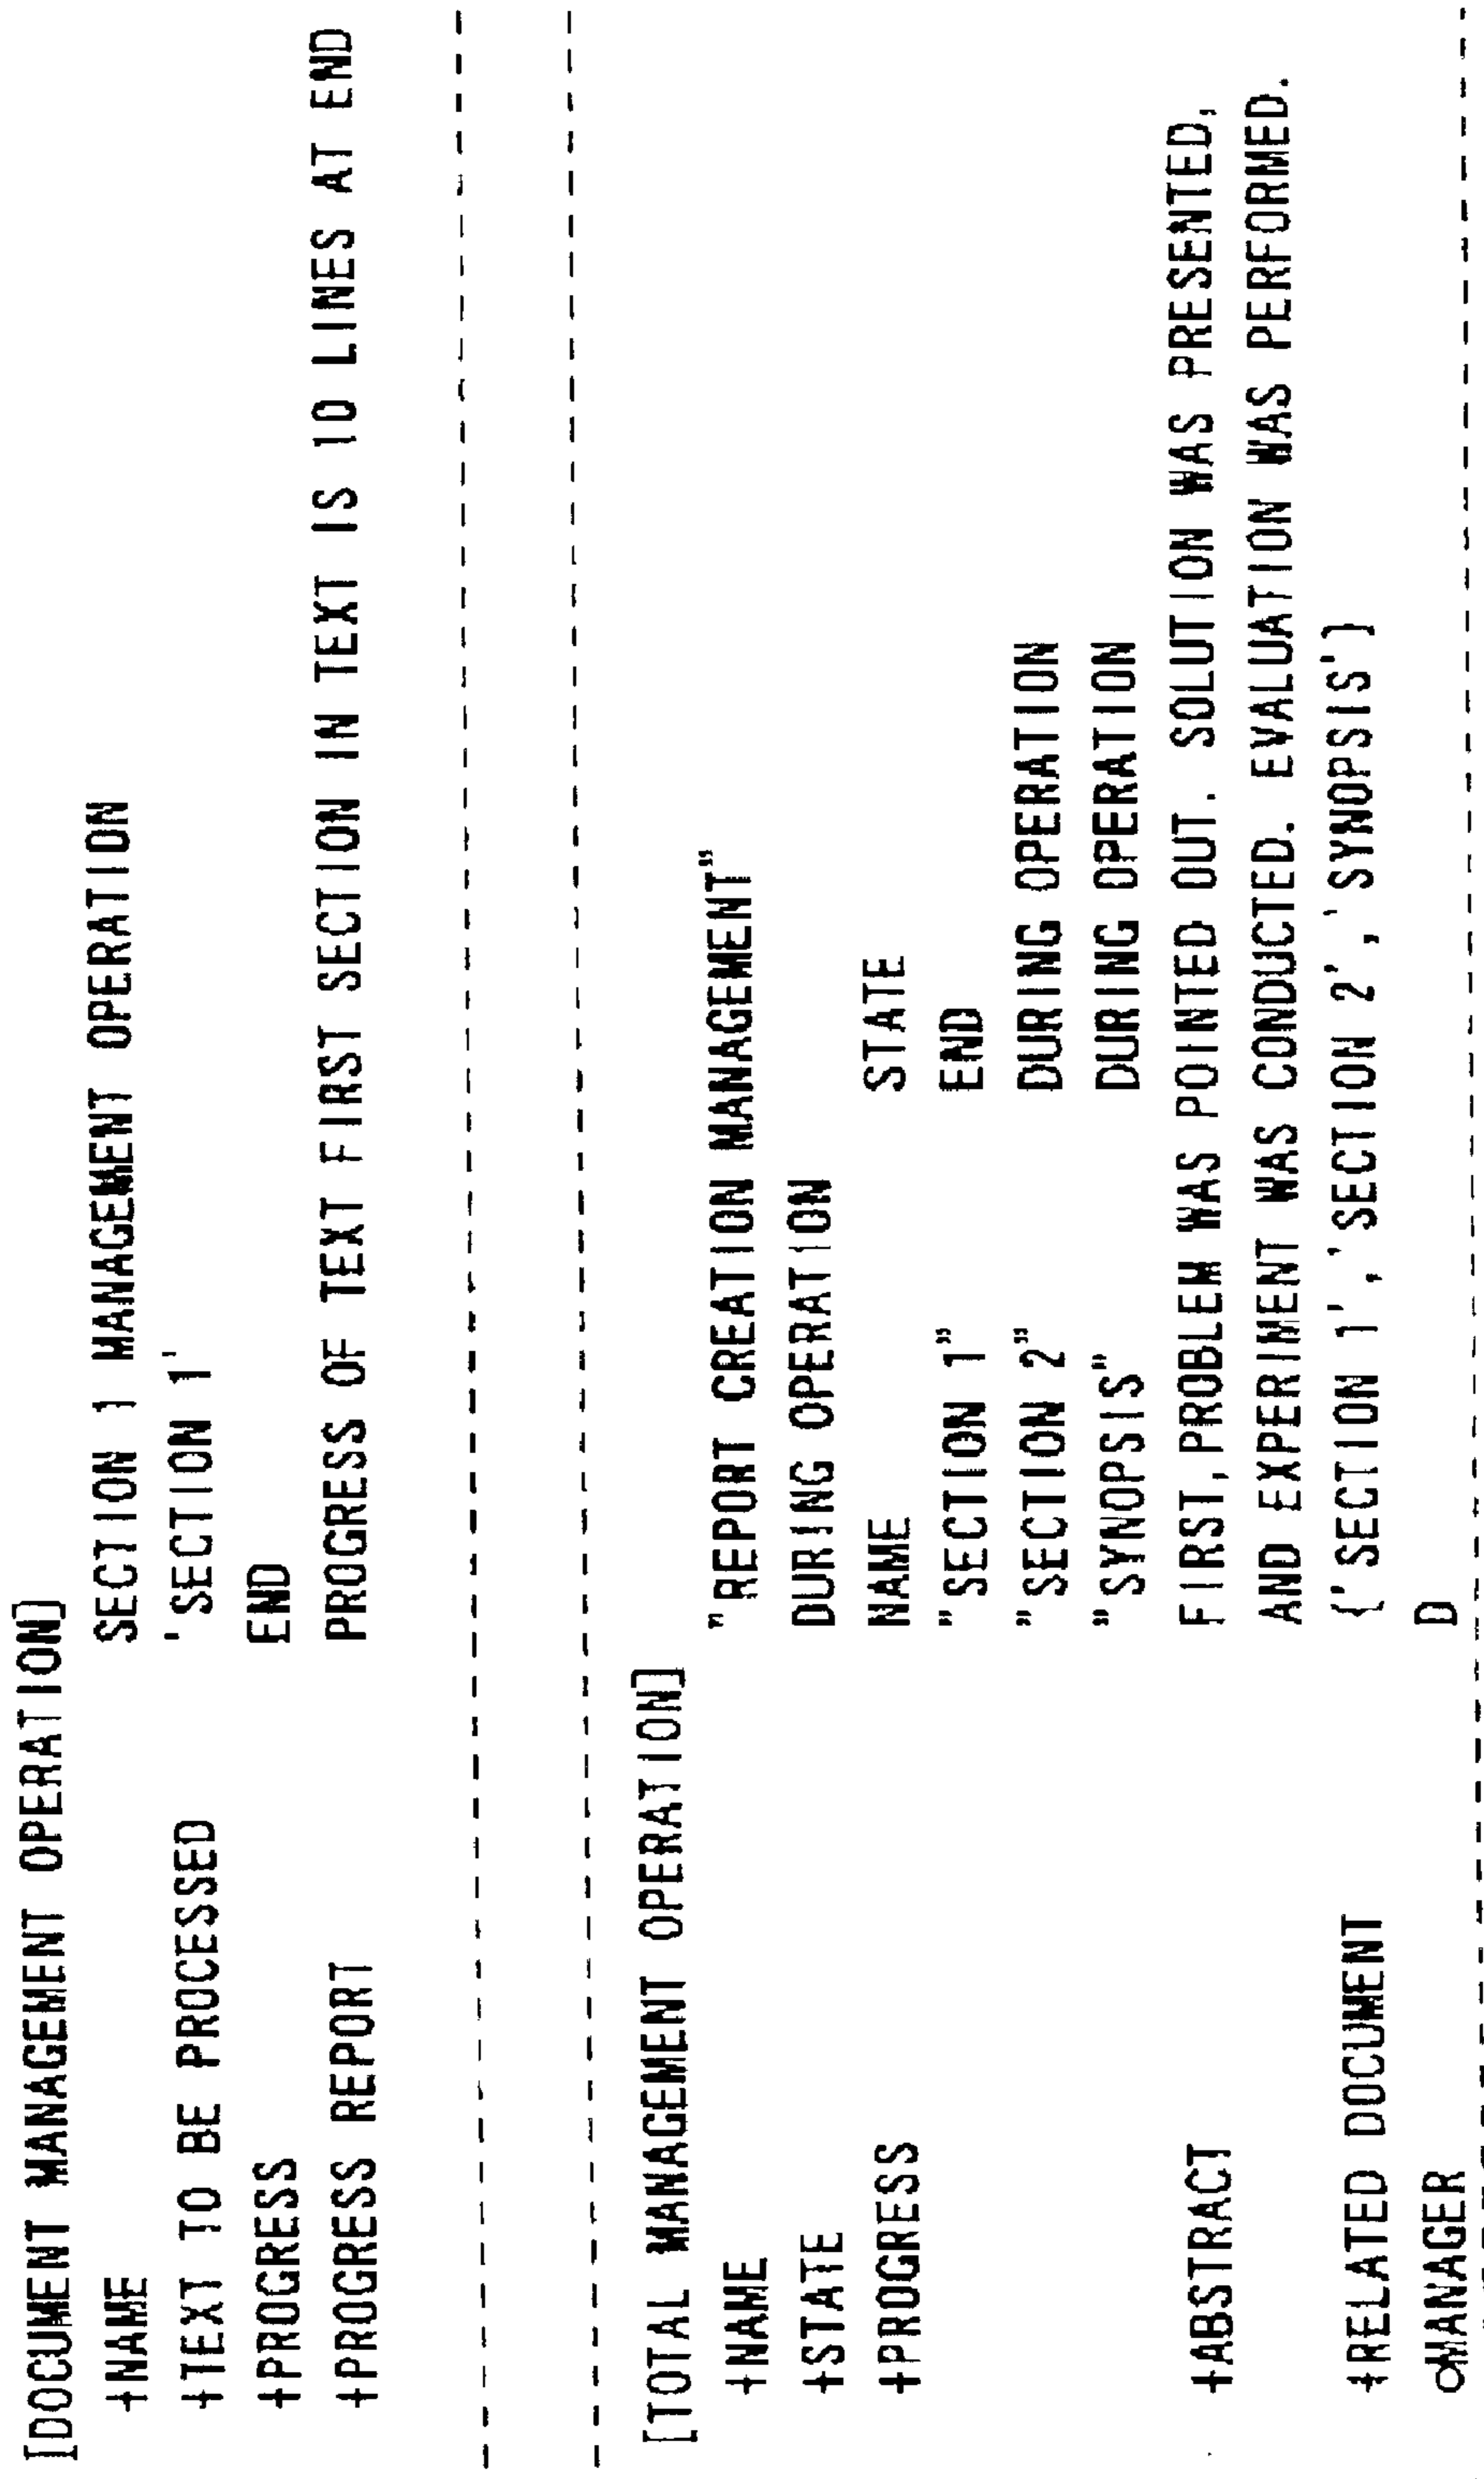 [DOCUMENT MANAGEMENT OPERATION]
+NAME SECTION 1 MANAGEMENT OPERATION
+TEXT TO BE PROCESSED 'SECTION 1'
+PROGRESS END
+PROGRESS REPORT PROGRESS OF TEXT FIRST SECTION IN TEXT IS 10 LINES AT END
[TOTAL MANAGEMENT OPERATION]
+NAME "REPORT CREATION MANAGEMENT"
+STATE DURING OPERATION
+PROGRESS NAME STATE
"SECTION 1" END
"SECTION 2" DURING OPERATION
"SYNOPSIS" DURING OPERATION
+ABSTRACT FIRST, PROBLEM WAS POINTED OUT. SOLUTION WAS PRESENTED,
AND EXPERIMENT WAS CONDUCTED. EVALUATION WAS PERFORMED.
+RELATED DOCUMENT {'SECTION 1','SECTION 2','SYNOPSIS'}
oMANAGER D